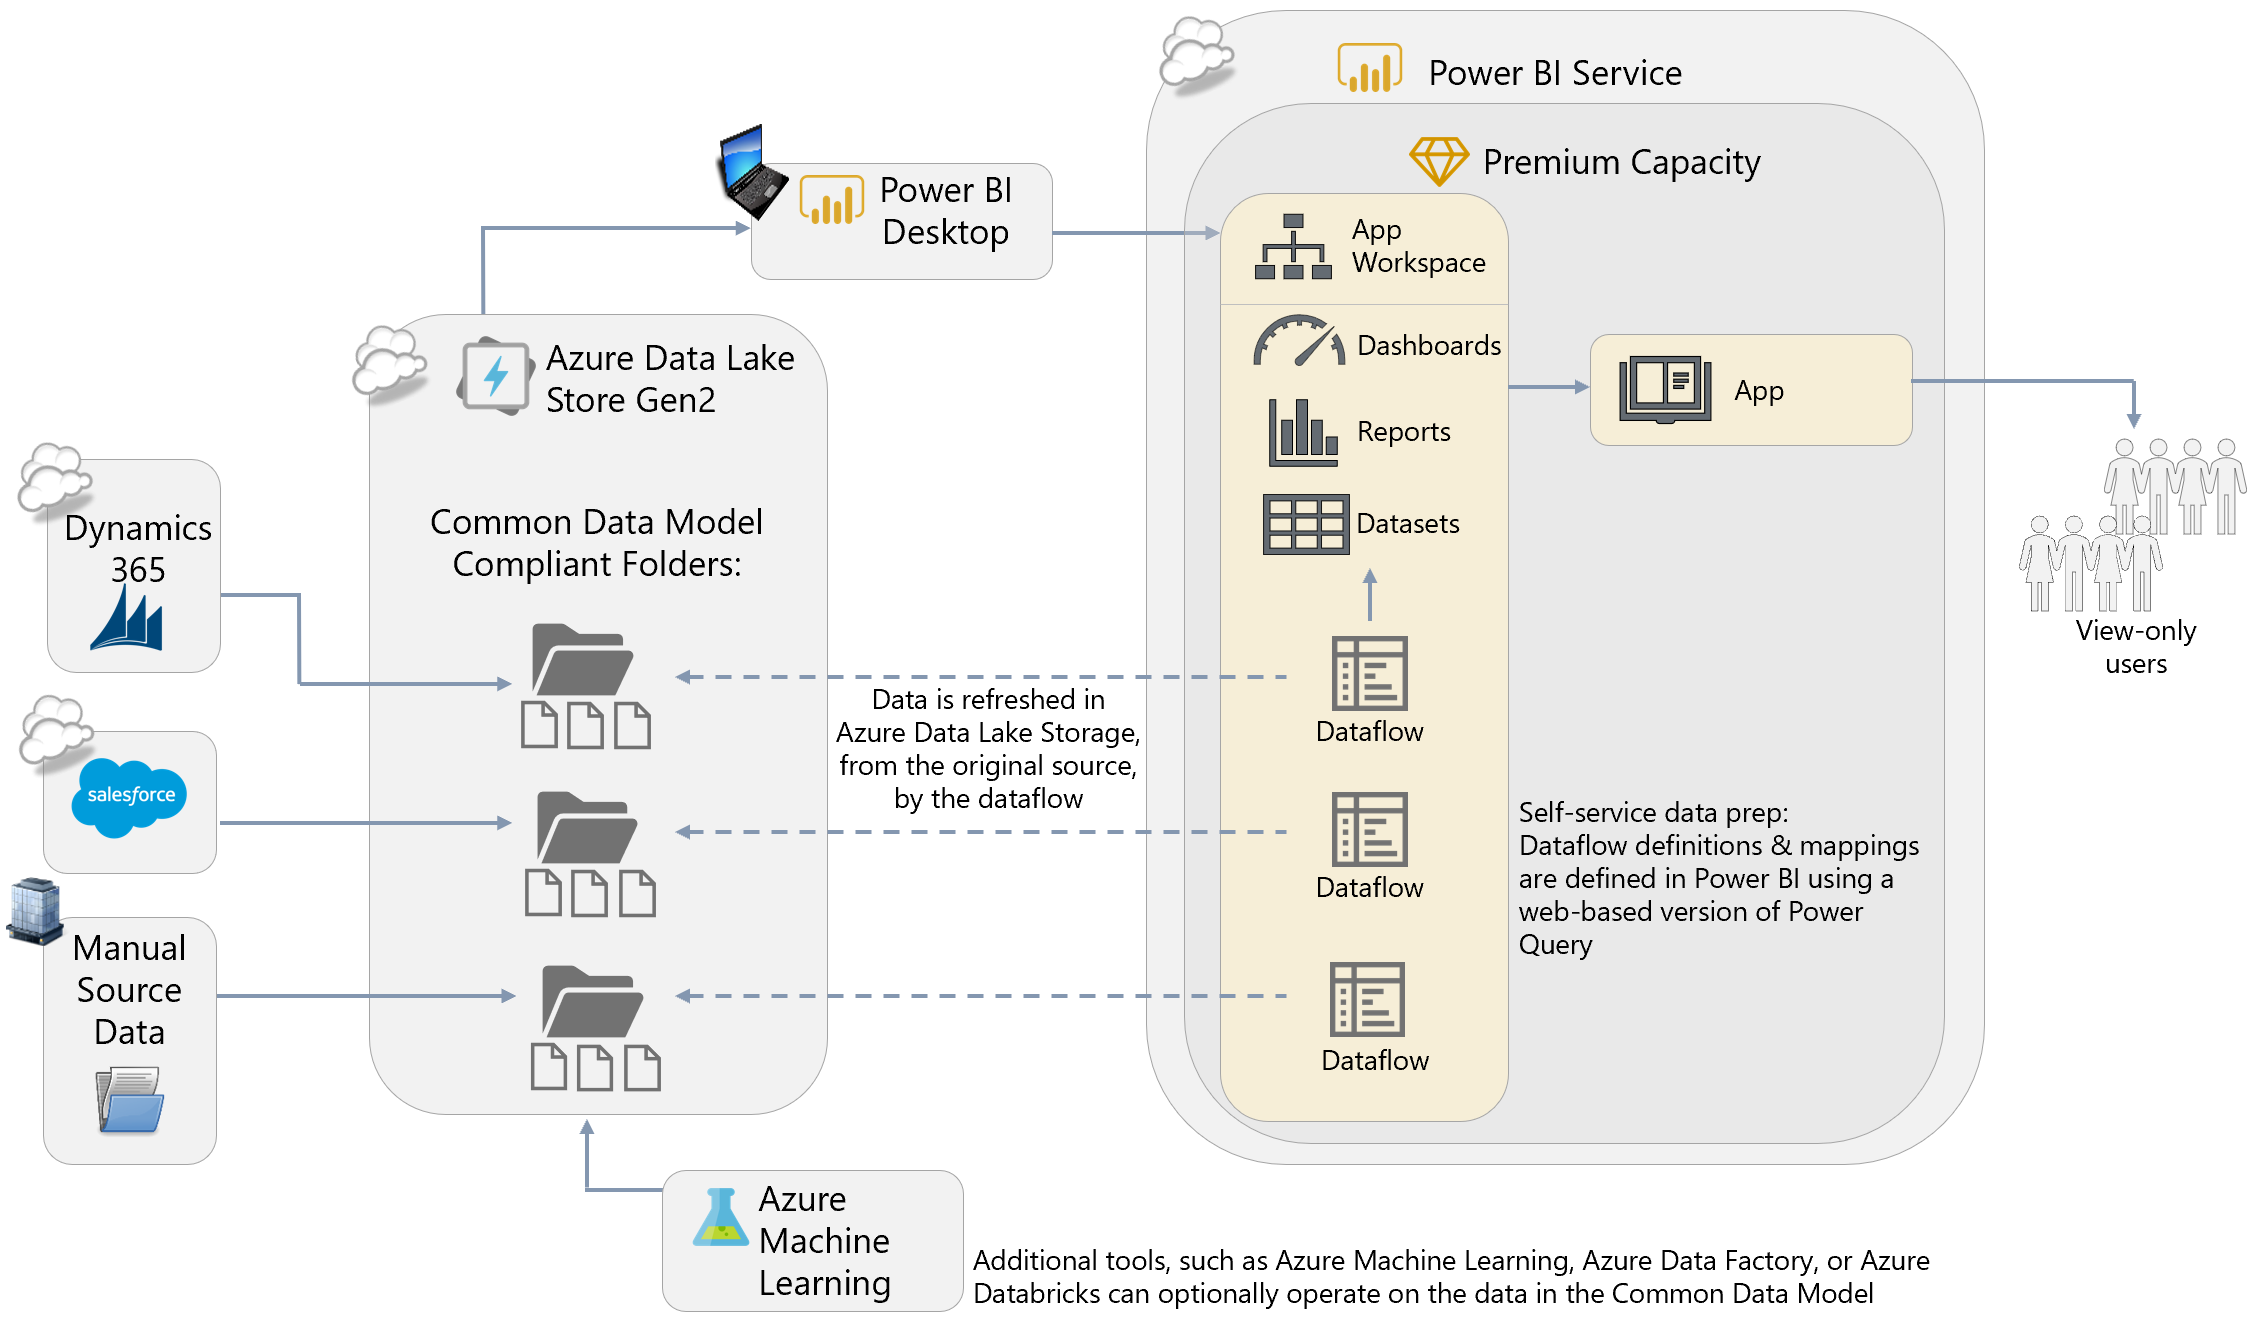 Power BI Service
Premium Capacity
Power BI
Desktop
App
Workspace
Dashboards
Reports
Datasets
App
Azure Data Lake
Store Gen2
Common Data Model
Compliant Folders:
Dynamics
365
salesforce
Manual
Source
Data
Data is refreshed in
Azure Data Lake Storage,
from the original source,
by the dataflow
Dataflow
Dataflow
Dataflow
Self-service data prep:
Dataflow definitions & mappings
are defined in Power BI using a
web-based version of Power
Query
View-only
users
Azure
Machine
Learning
Additional tools, such as Azure Machine Learning, Azure Data Factory, or Azure
Databricks can optionally operate on the data in the Common Data Model